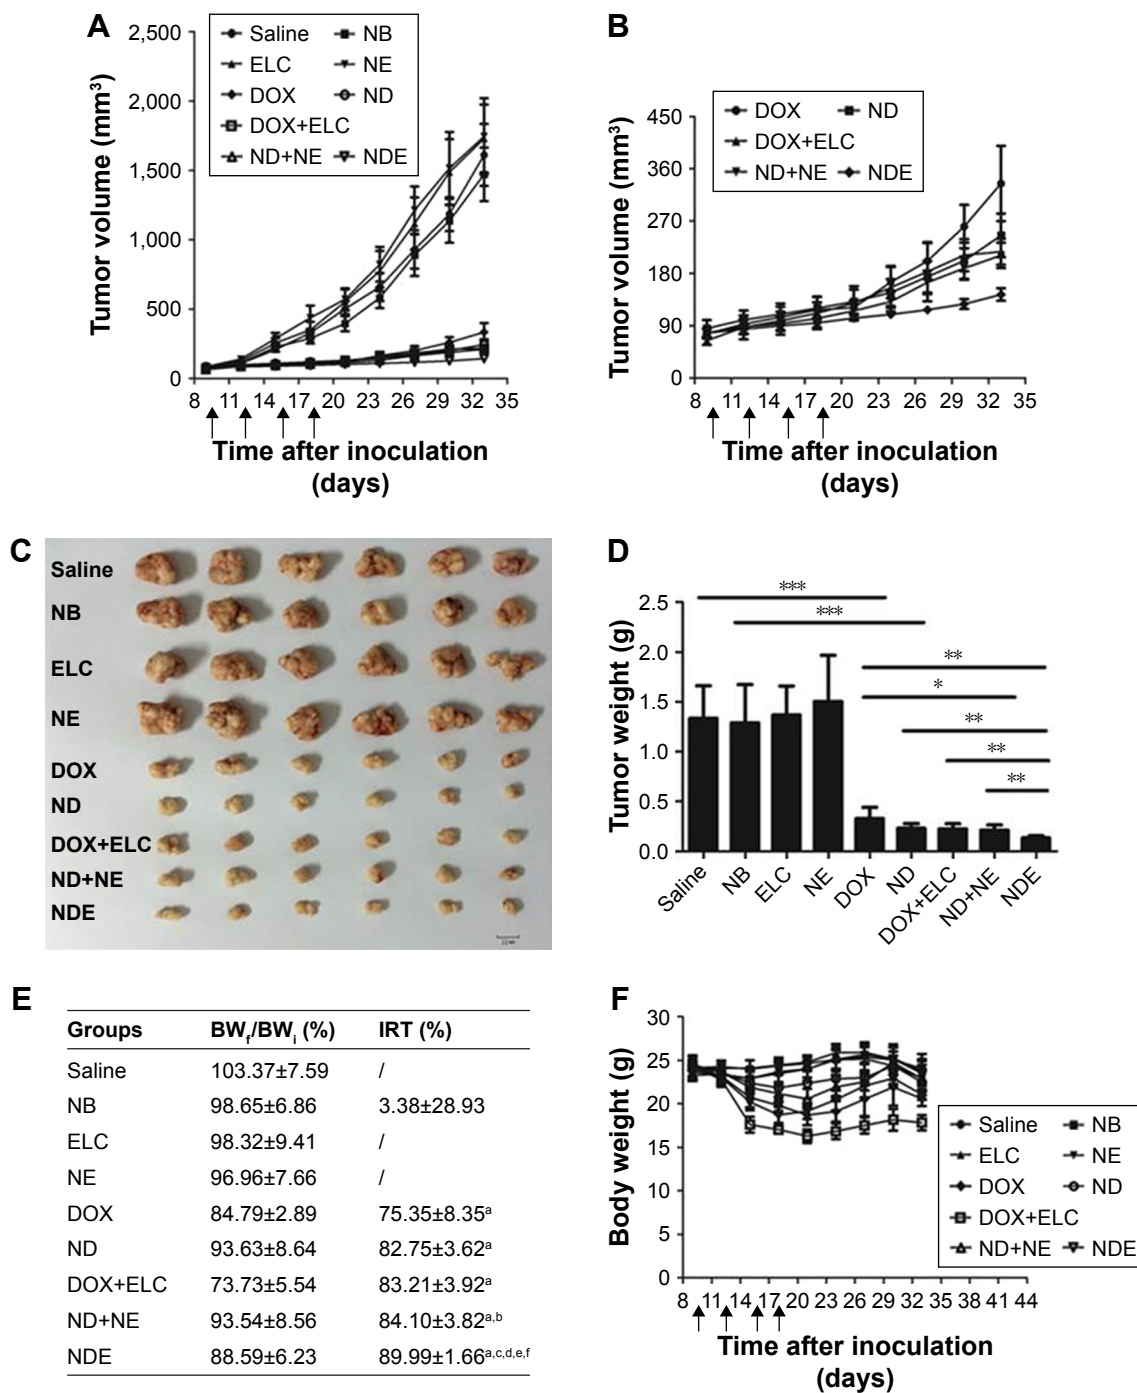 A
2,500
2,000
1,500
1,000
500
0
Tumor volume (mm³)
Saline NB
ELC NE
DOX ND
DOX+ELC
ND+NE NDE
8 11 14 17 20 23 26 29 32 35
Time after inoculation
(days)
B
450
360
270
180
90
0
Tumor volume (mm³)
DOX ND
DOX+ELC
ND+NE NDE
8 11 14 17 20 23 26 29 32 35
Time after inoculation
(days)
C
Saline
NB
ELC
NE
DOX
ND
DOX+ELC
ND+NE
NDE
D
2.5
2.0
1.5
1.0
0.5
0.0
Tumor weight (g)
***
***
**
*
**
**
**
Saline NB ELC NE DOX ND DOX+ELC ND+NE NDE
E
Groups BWf/BWi (%) IRT (%)
Saline 103.37±7.59 /
NB 98.65±6.86 3.38±28.93
ELC 98.32±9.41 /
NE 96.96±7.66 /
DOX 84.79±2.89 75.35±8.35ᵃ
ND 93.63±8.64 82.75±3.62ᵃ
DOX+ELC 73.73±5.54 83.21±3.92ᵃ
ND+NE 93.54±8.56 84.10±3.82ᵃ,ᵇ
NDE 88.59±6.23 89.99±1.66ᵃ,ᶜ,ᵈ,ᵉ,ᶠ
F
30
25
20
15
10
5
0
Body weight (g)
Saline NB
ELC NE
DOX ND
DOX+ELC
ND+NE NDE
8 11 14 17 20 23 26 29 32 35 38 41 44
Time after inoculation
(days)